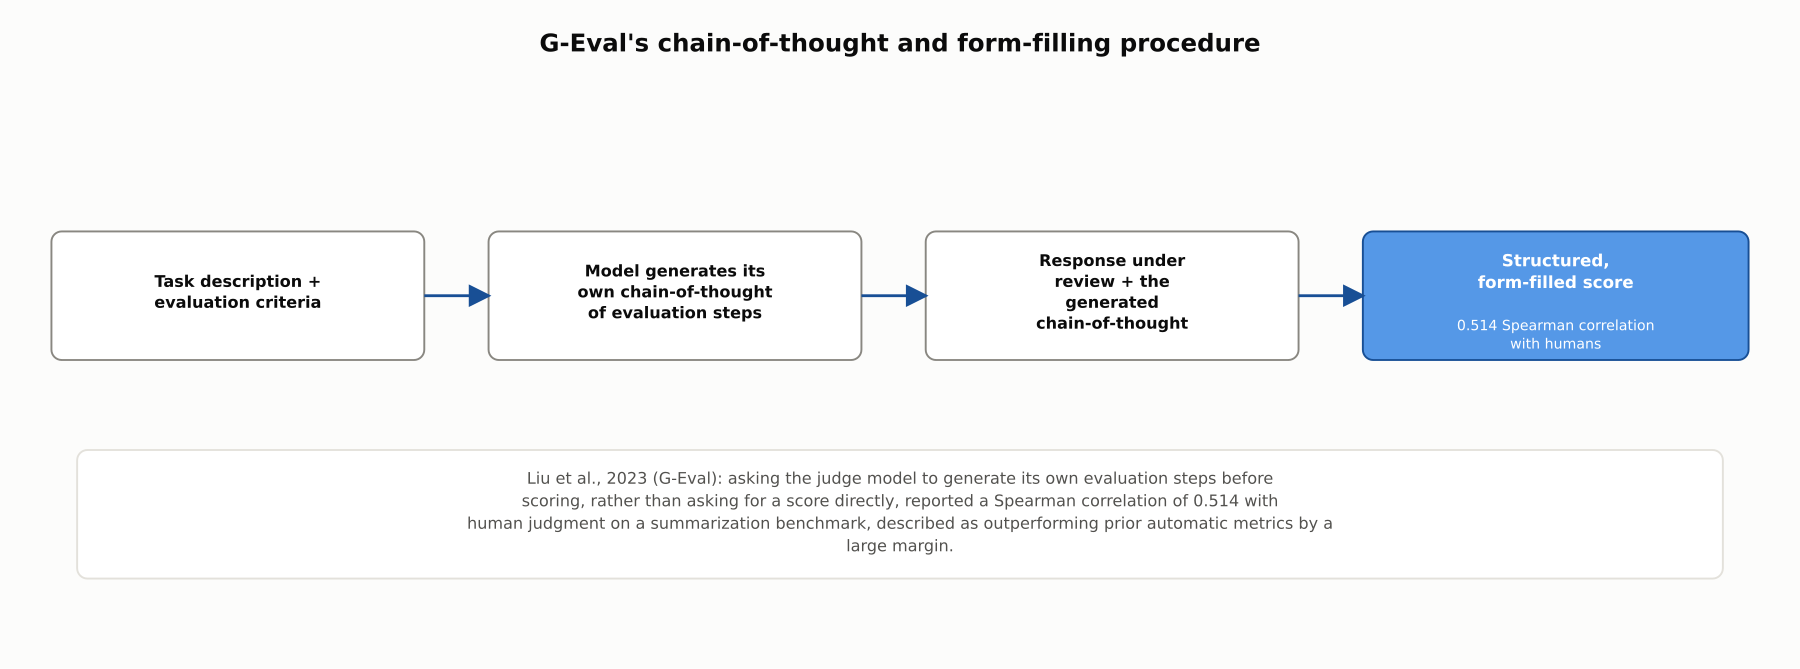 G-Eval's chain-of-thought and form-filling procedure
Task description +
evaluation criteria
Model generates its
own chain-of-thought
of evaluation steps
Response under
review + the
generated
chain-of-thought
Structured,
form-filled score
0.514 Spearman correlation
with humans
Liu et al., 2023 (G-Eval): asking the judge model to generate its own evaluation steps before
scoring, rather than asking for a score directly, reported a Spearman correlation of 0.514 with
human judgment on a summarization benchmark, described as outperforming prior automatic metrics by a
large margin.